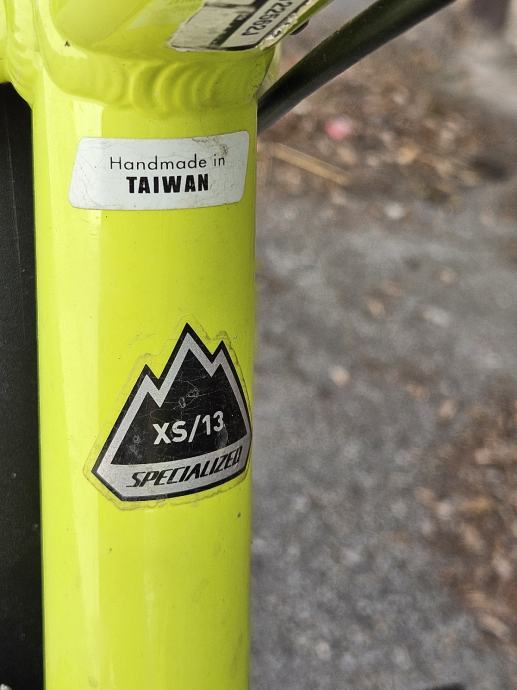 Handmade in
TAIWAN
XS/13
SPECIALIZED